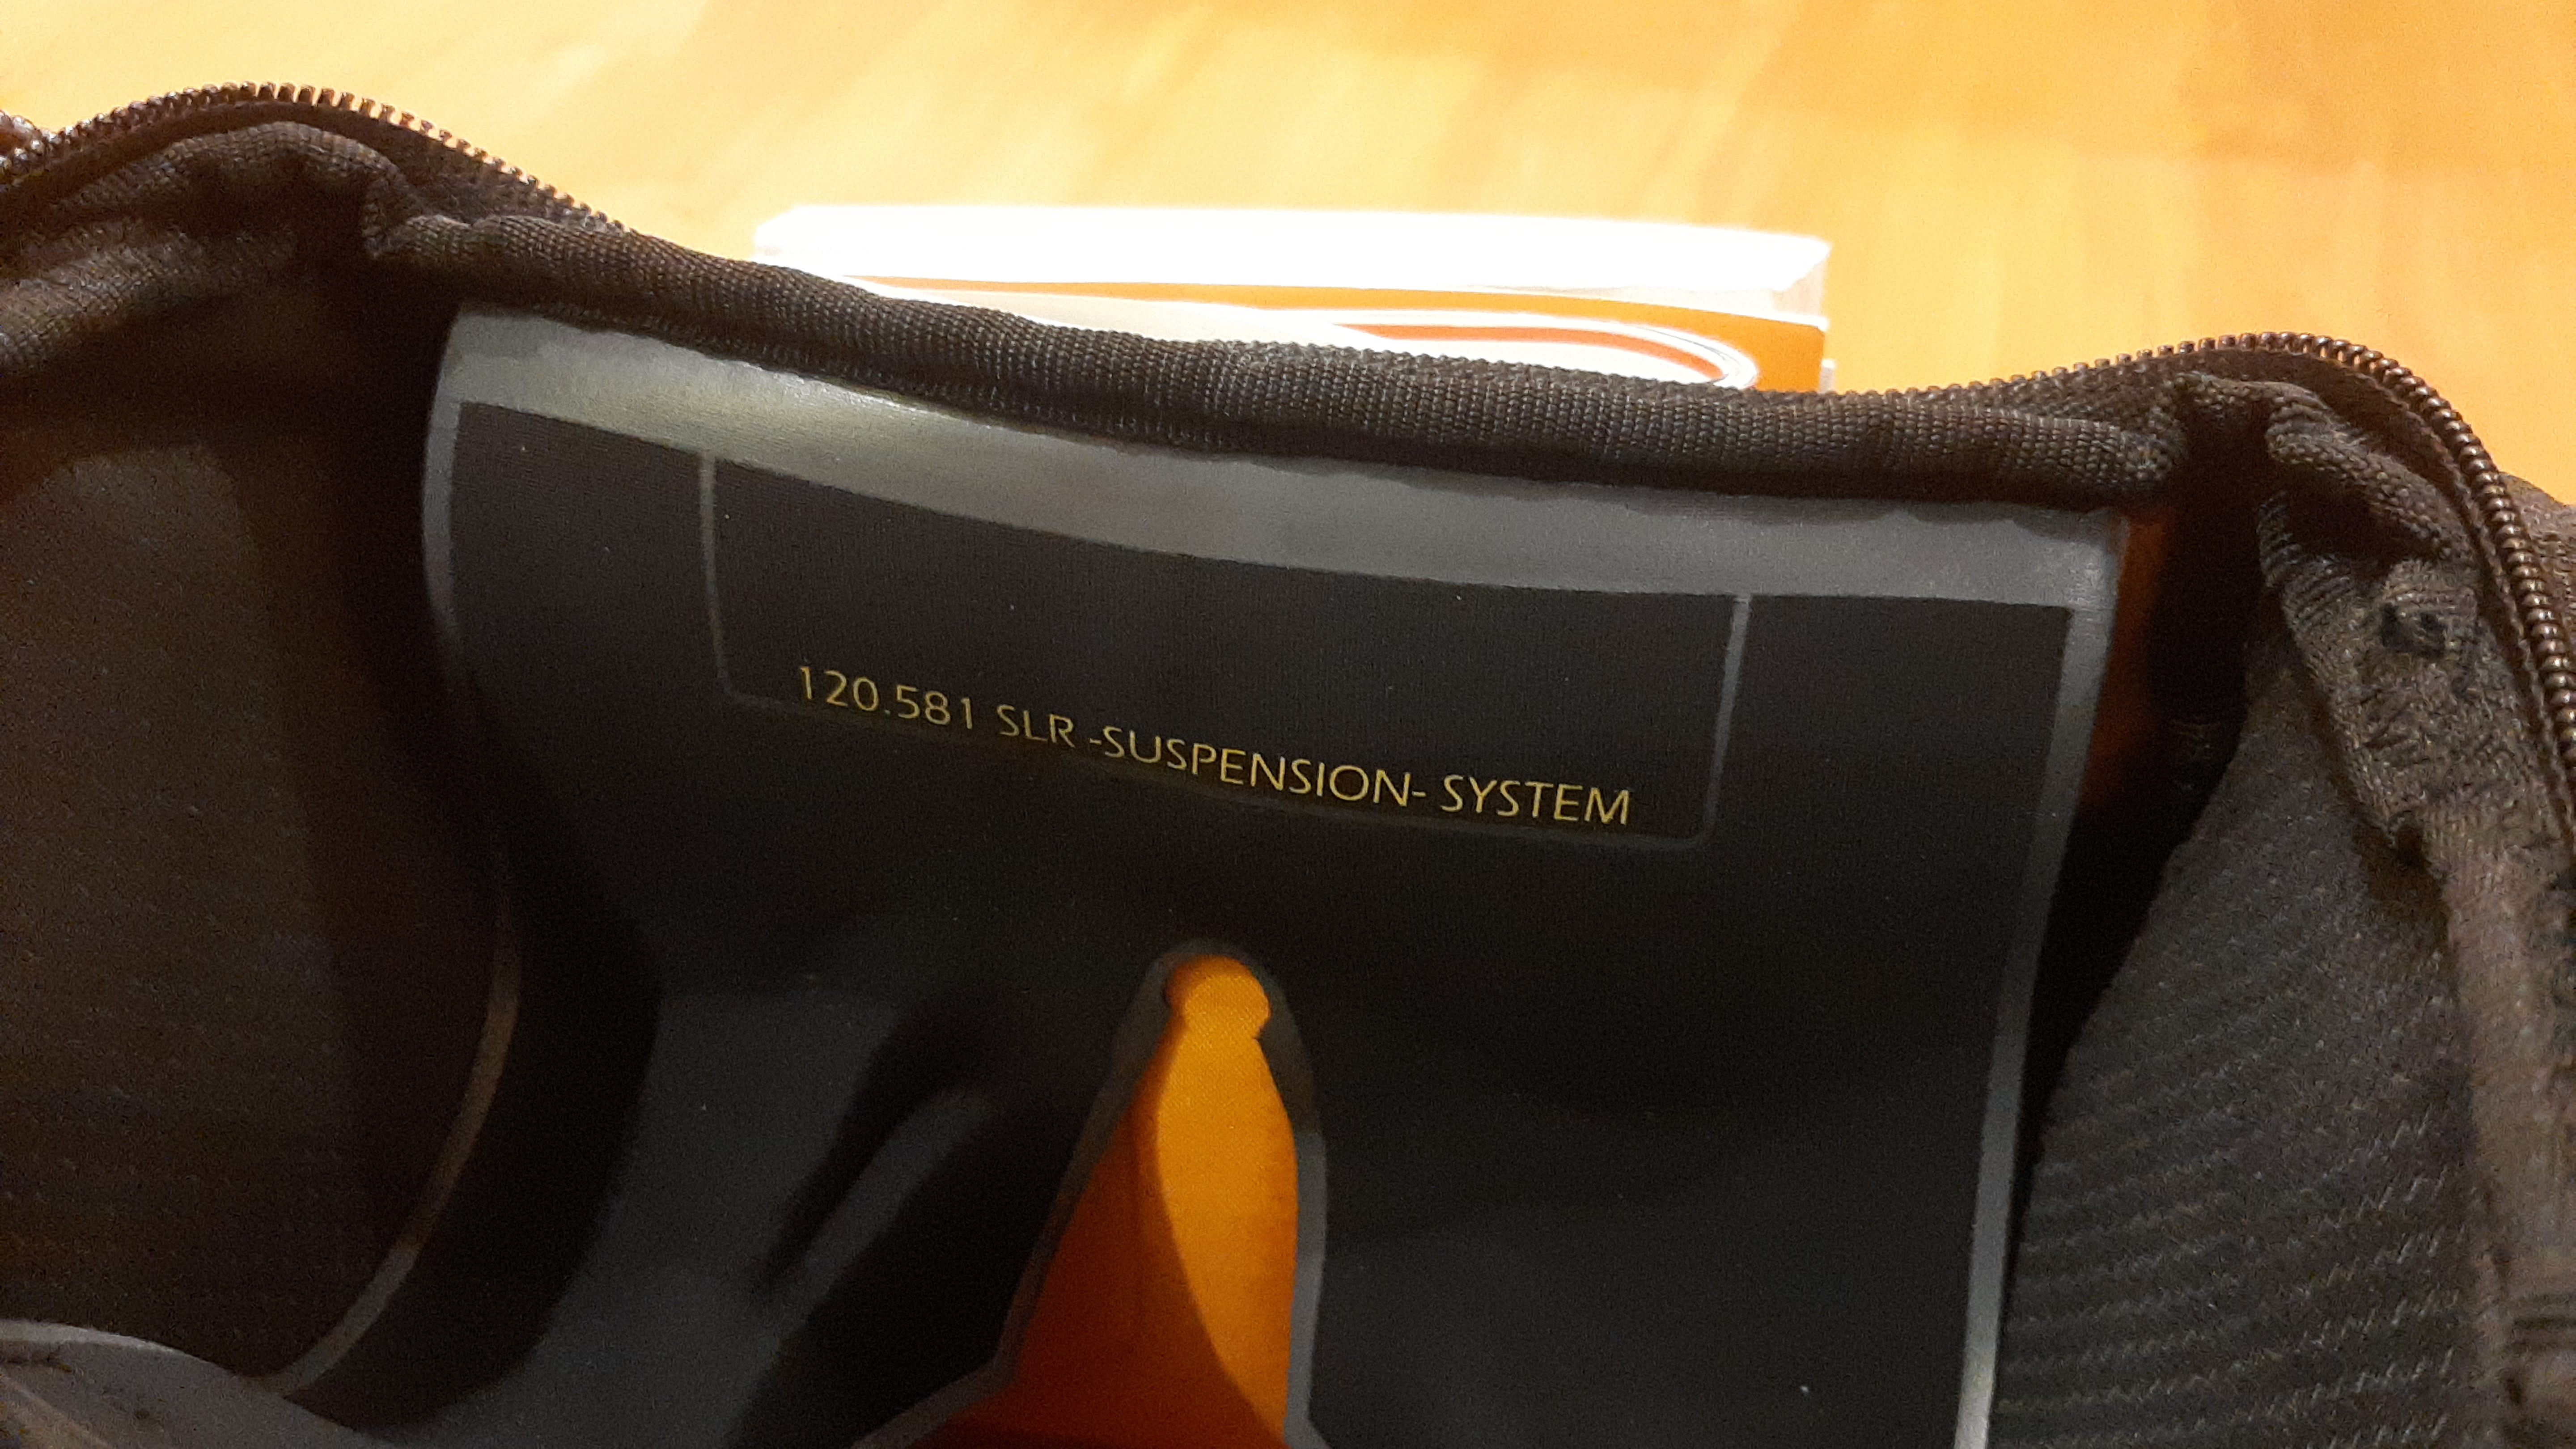 120.581 SLR -SUSPENSION- SYSTEM